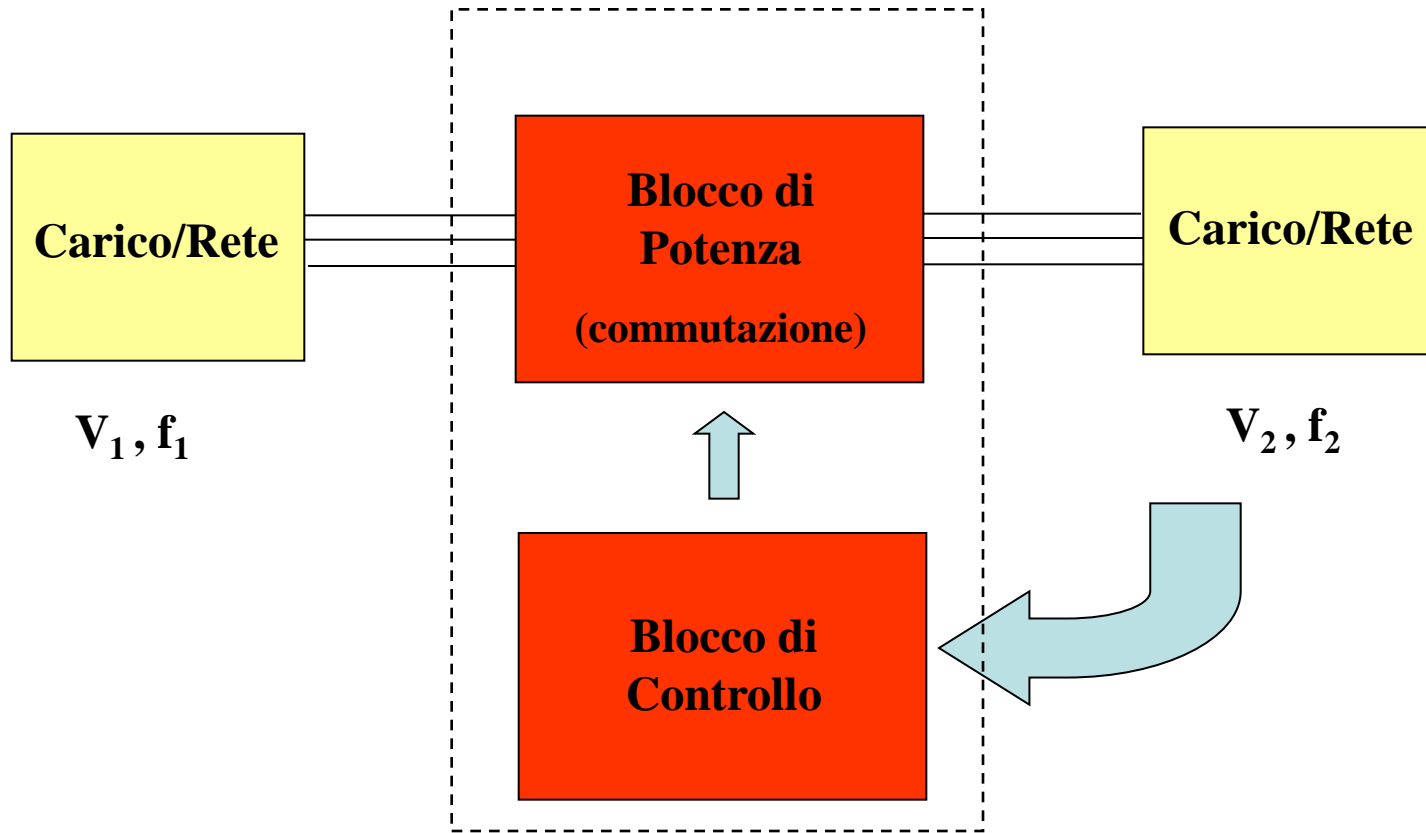 Carico/Rete
Blocco di
Potenza
(commutazione)
Carico/Rete
V₁ , f₁
V₂ , f₂
Blocco di
Controllo